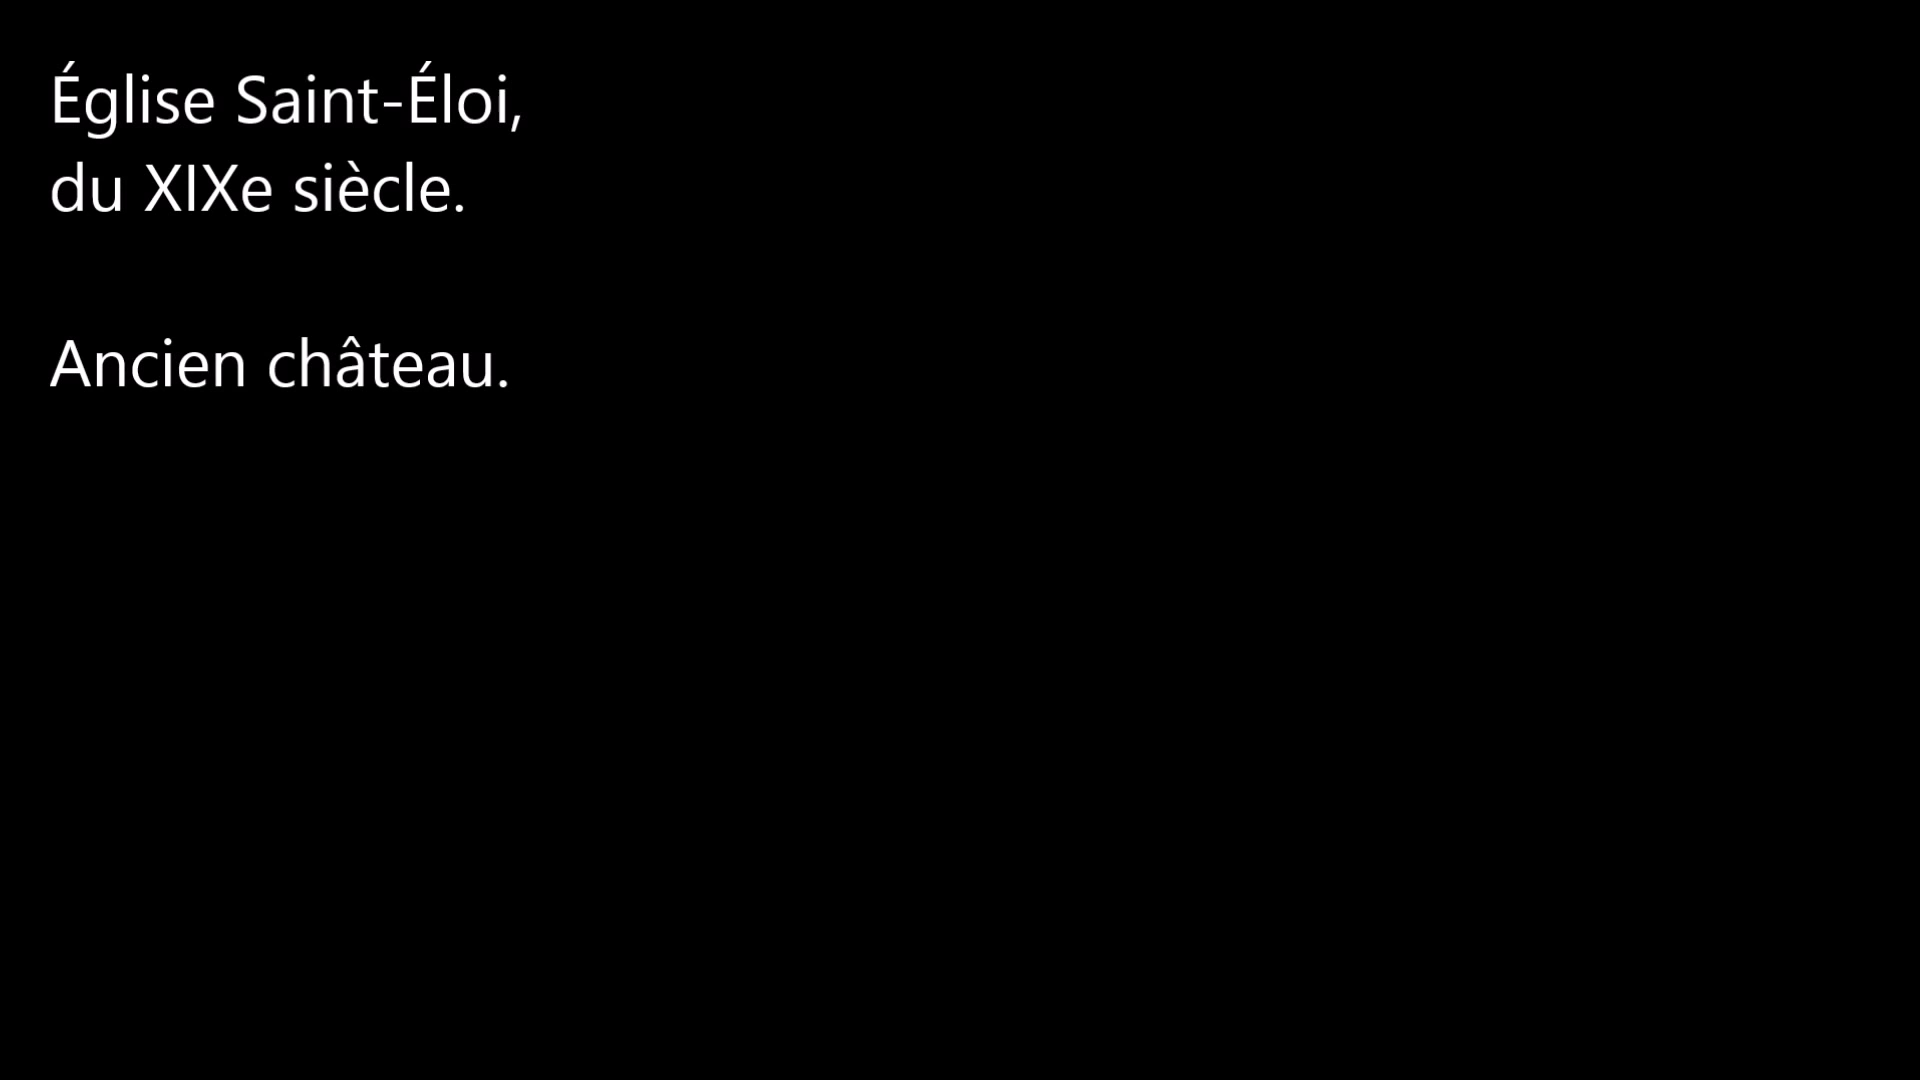 Église Saint-Éloi,
du XIXe siècle.
Ancien château.